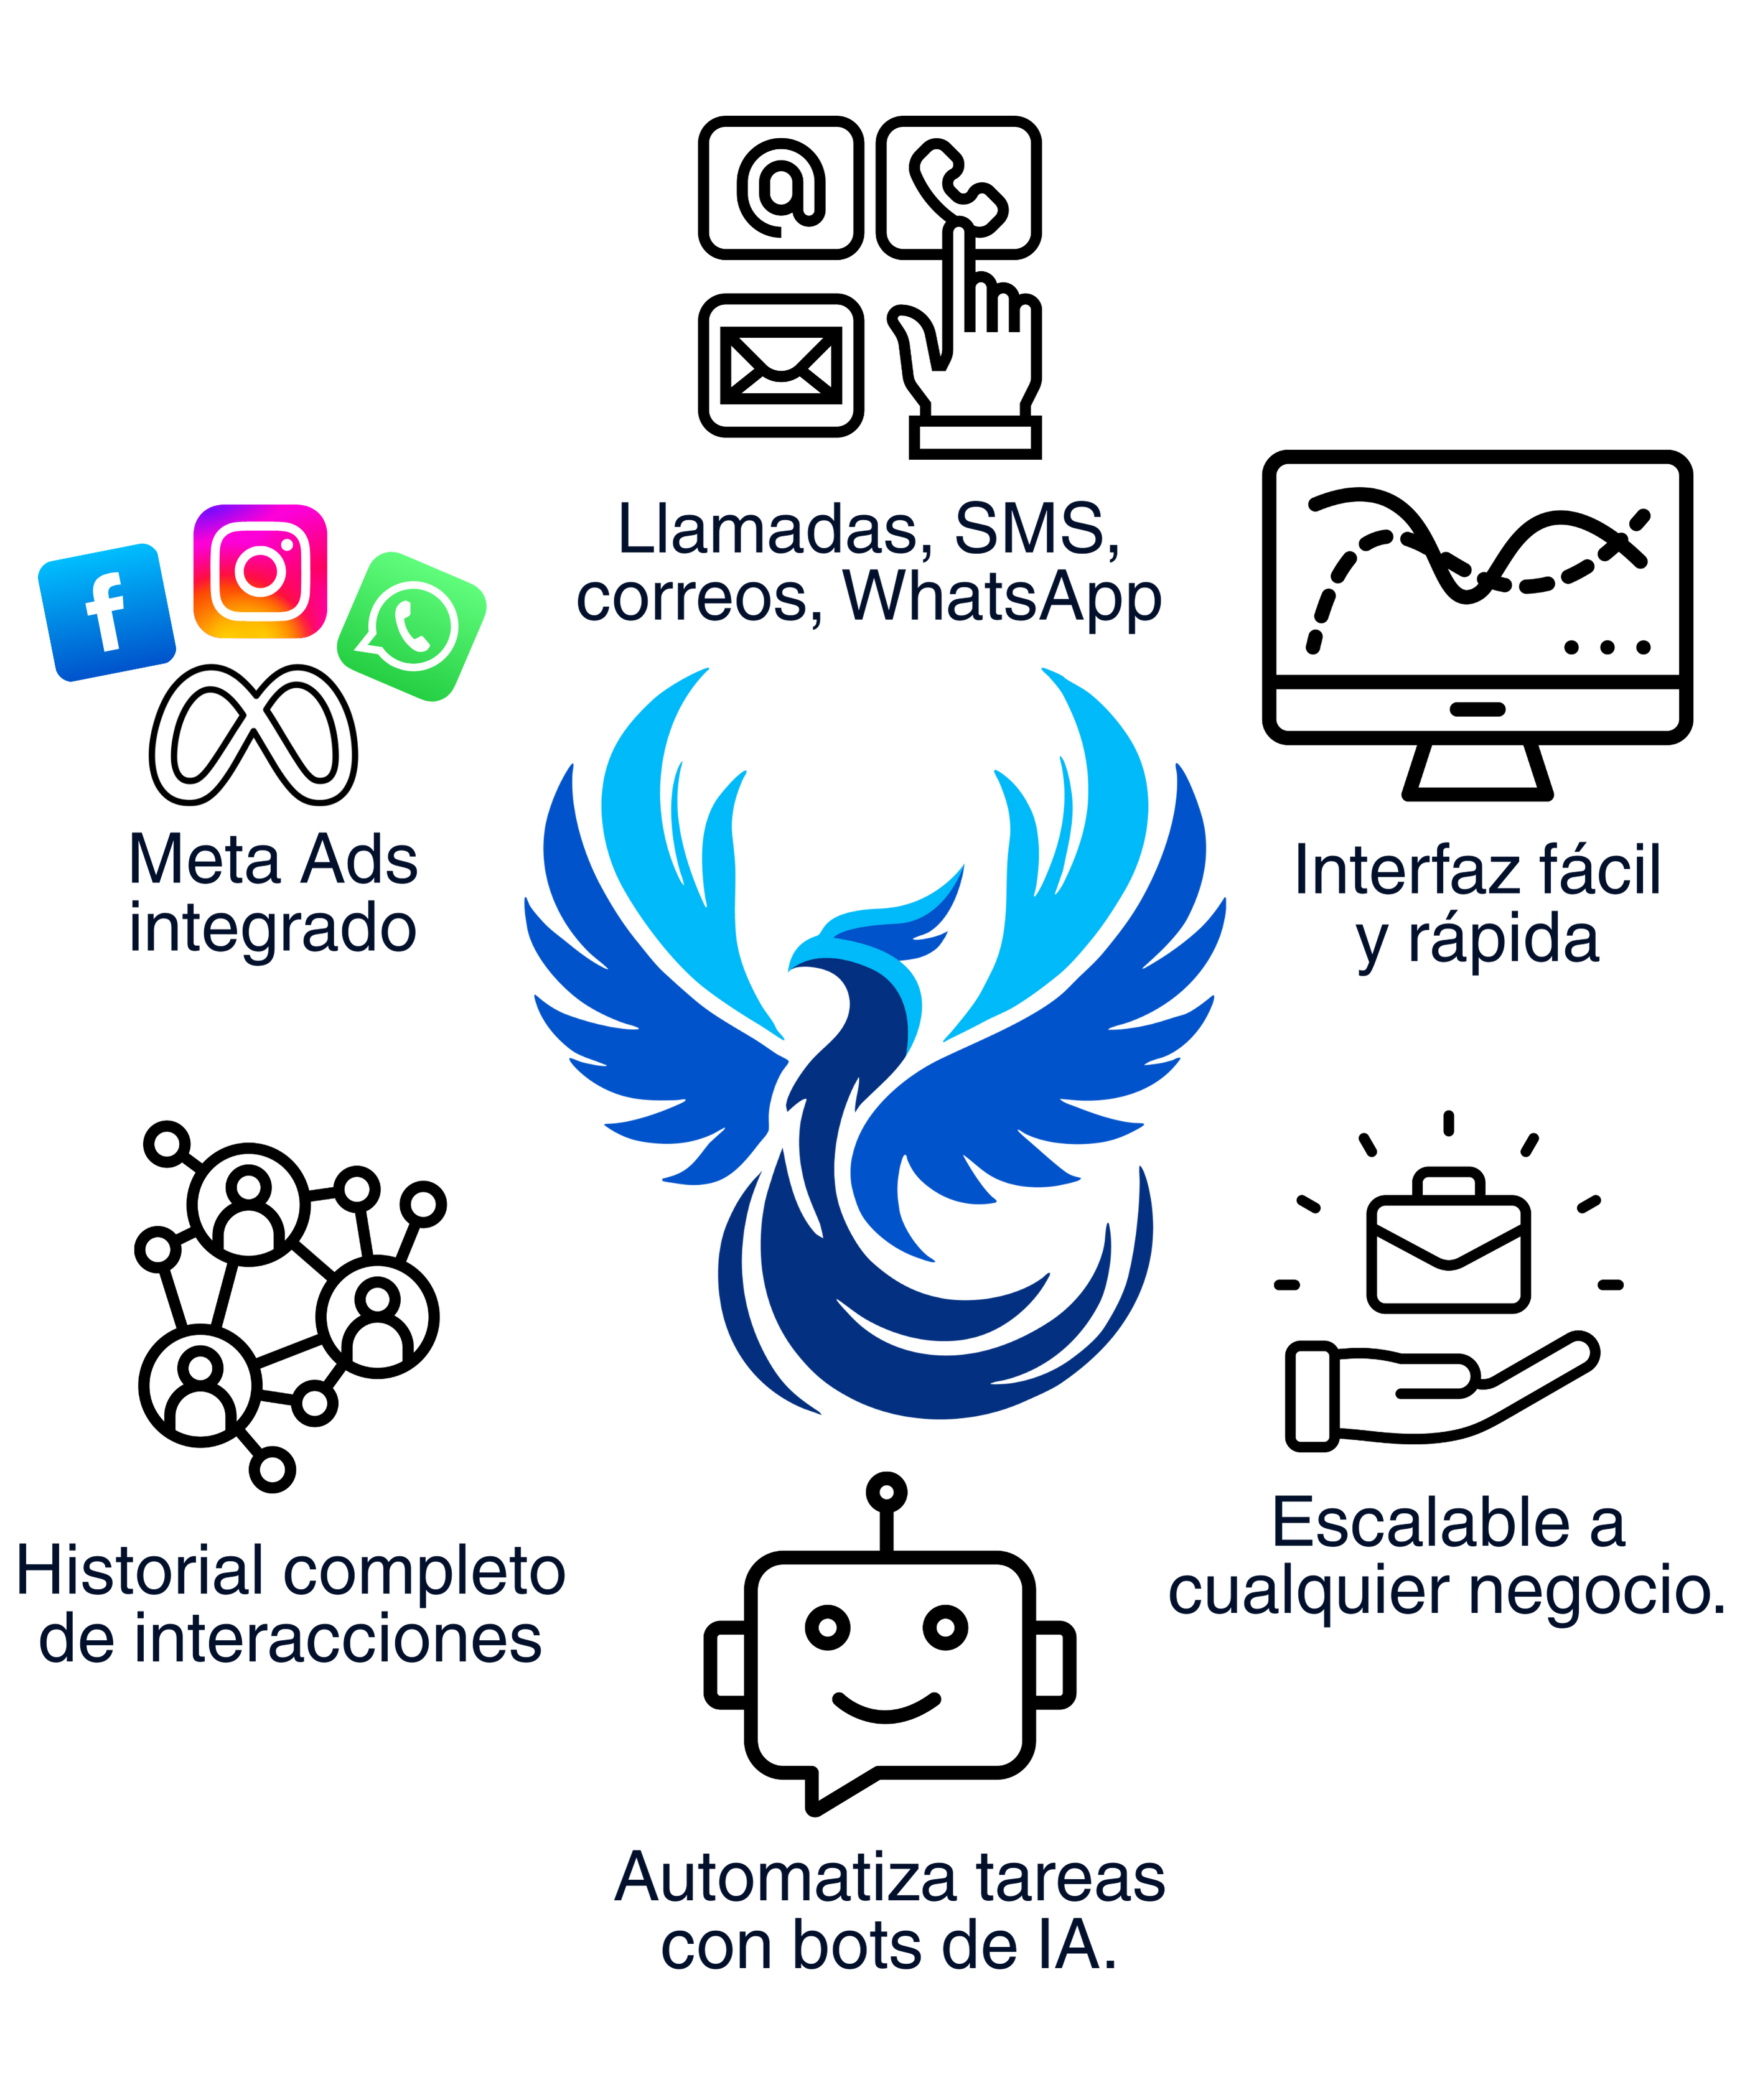 Llamadas, SMS,
correos, WhatsApp
Meta Ads
integrado
Interfaz fácil
y rápida
Historial completo
de interacciones
Escalable a
cualquier negocio.
Automatiza tareas
con bots de IA.